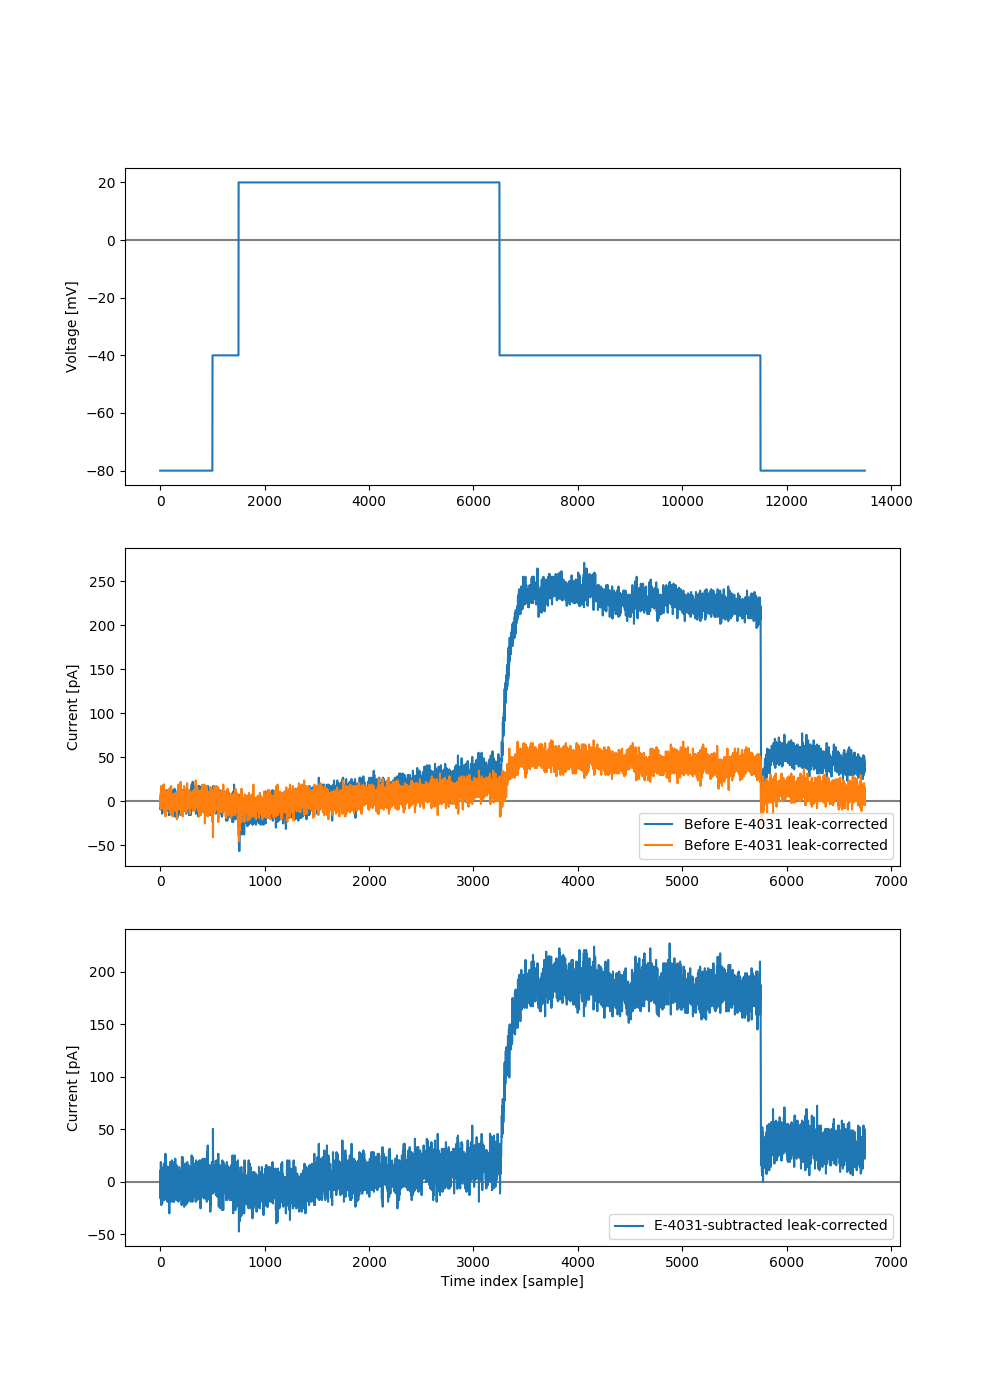 20
0
−20
−40
−60
−80
Voltage [mV]
0 2000 4000 6000 8000 10000 12000 14000
250
200
150
100
50
0
−50
Current [pA]
Before E-4031 leak-corrected
Before E-4031 leak-corrected
0 1000 2000 3000 4000 5000 6000 7000
200
150
100
50
0
−50
Current [pA]
E-4031-subtracted leak-corrected
0 1000 2000 3000 4000 5000 6000 7000
Time index [sample]